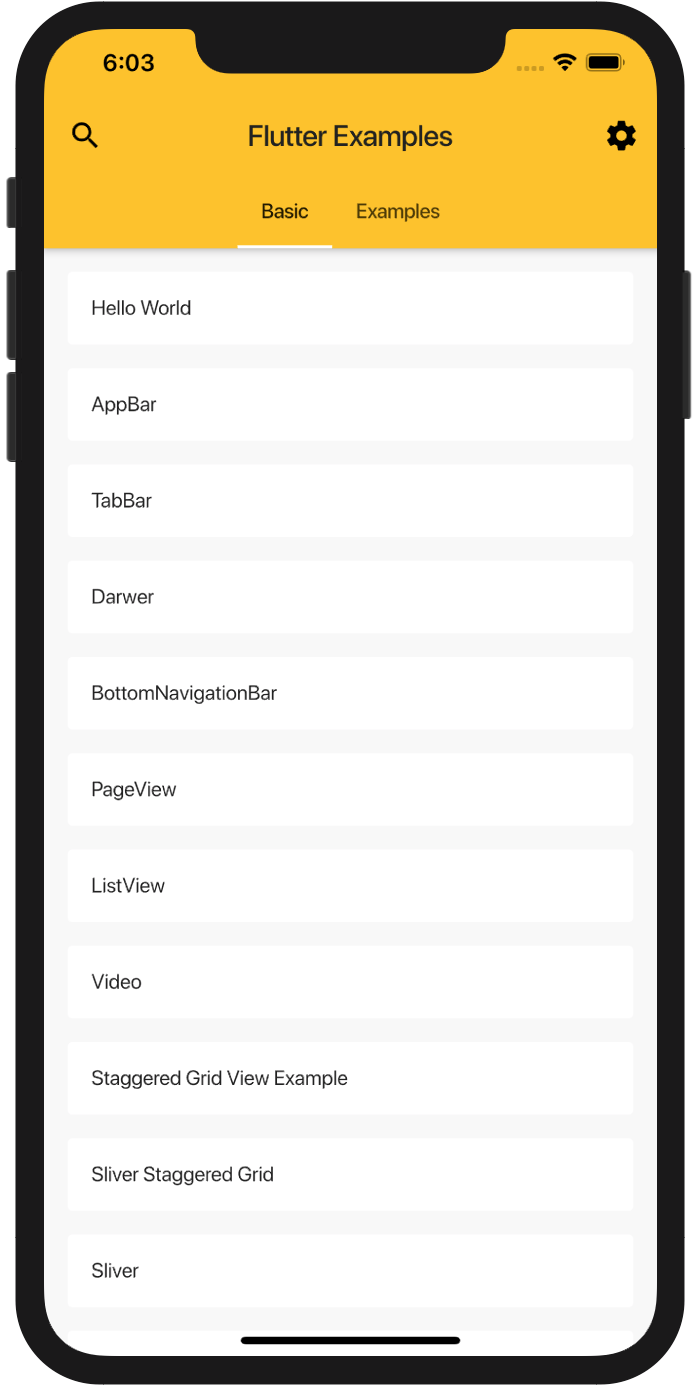 6:03
Flutter Examples
Basic Examples
Hello World
AppBar
TabBar
Darwer
BottomNavigationBar
PageView
ListView
Video
Staggered Grid View Example
Sliver Staggered Grid
Sliver